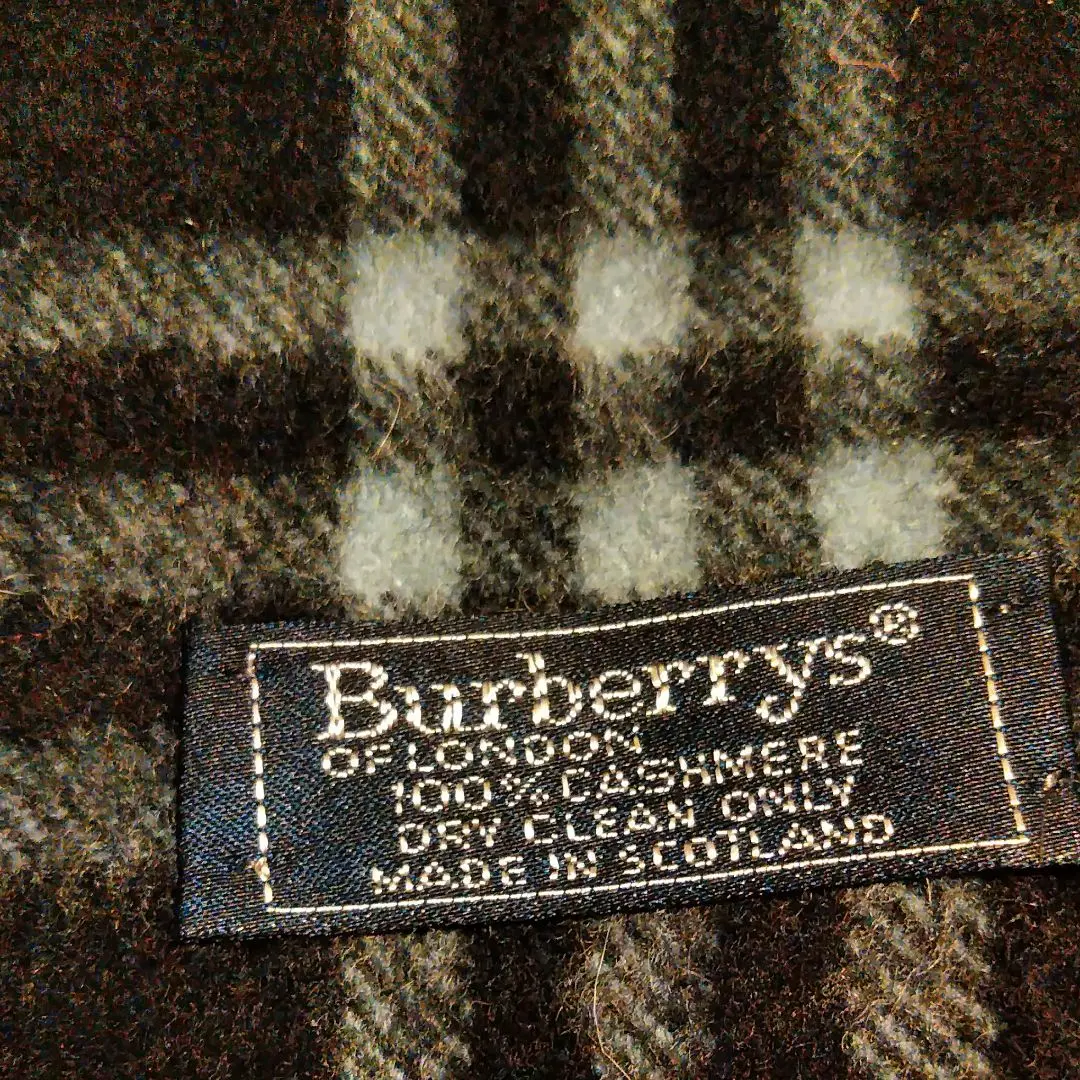 Burberrys®
OF LONDON
100% CASHMERE
DRY CLEAN ONLY
MADE IN SCOTLAND